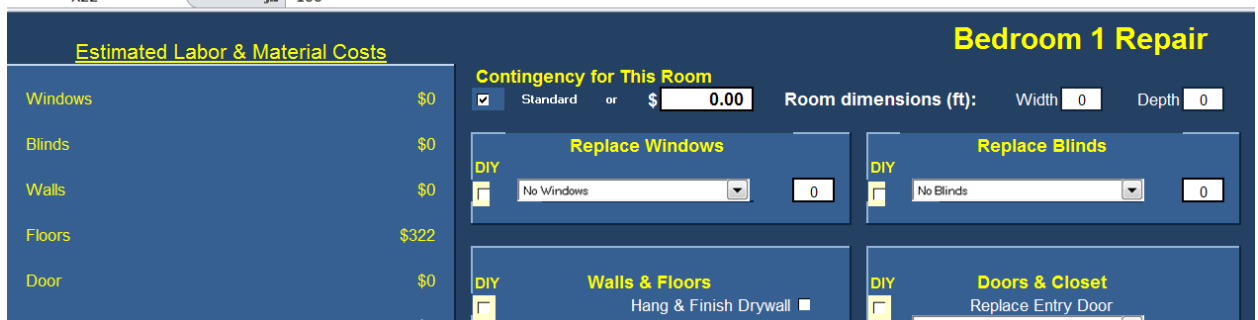 Bedroom 1 Repair
Estimated Labor & Material Costs
Windows $0
Blinds $0
Walls $0
Floors $322
Door $0
Contingency for This Room
Standard or $ 0.00
Room dimensions (ft): Width 0 Depth 0
Replace Windows
DIY
No Windows 0
Replace Blinds
DIY
No Blinds 0
DIY Walls & Floors
Hang & Finish Drywall
DIY Doors & Closet
Replace Entry Door